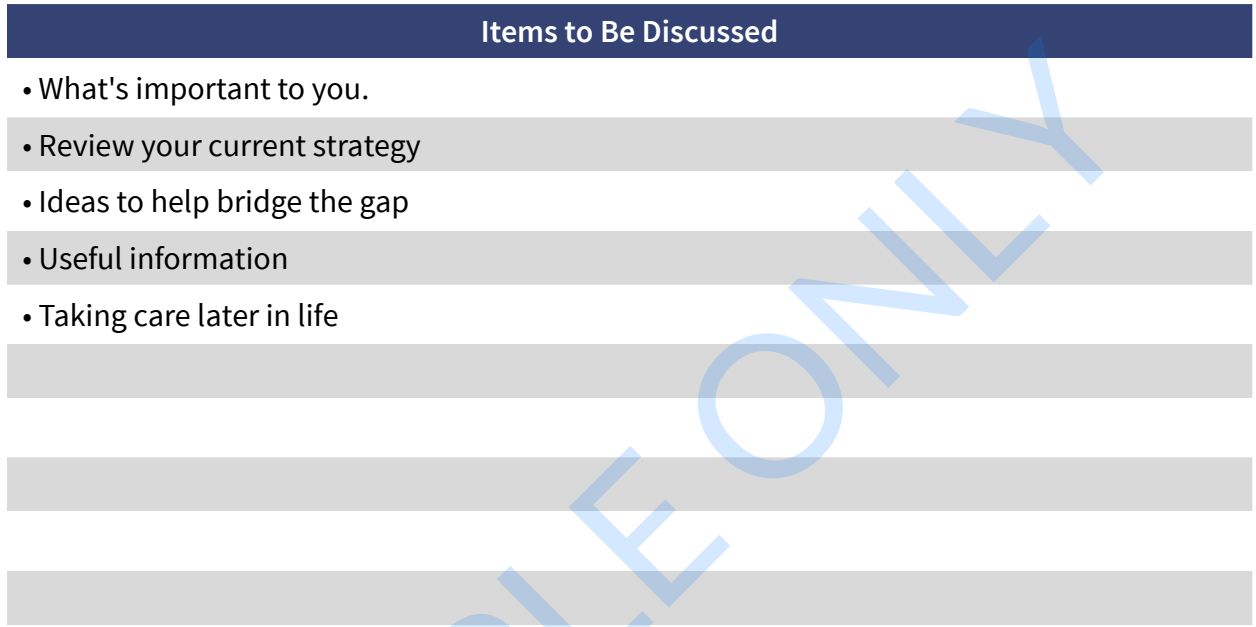 Items to Be Discussed
• What's important to you.
• Review your current strategy
• Ideas to help bridge the gap
• Useful information
• Taking care later in life
PLE ONLY